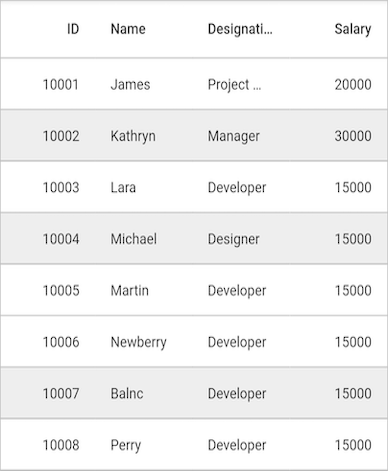 ID Name Designati...  Salary
10001 James Project ... 20000
10002 Kathryn Manager 30000
10003 Lara Developer 15000
10004 Michael Designer 15000
10005 Martin Developer 15000
10006 Newberry Developer 15000
10007 Balnc Developer 15000
10008 Perry Developer 15000